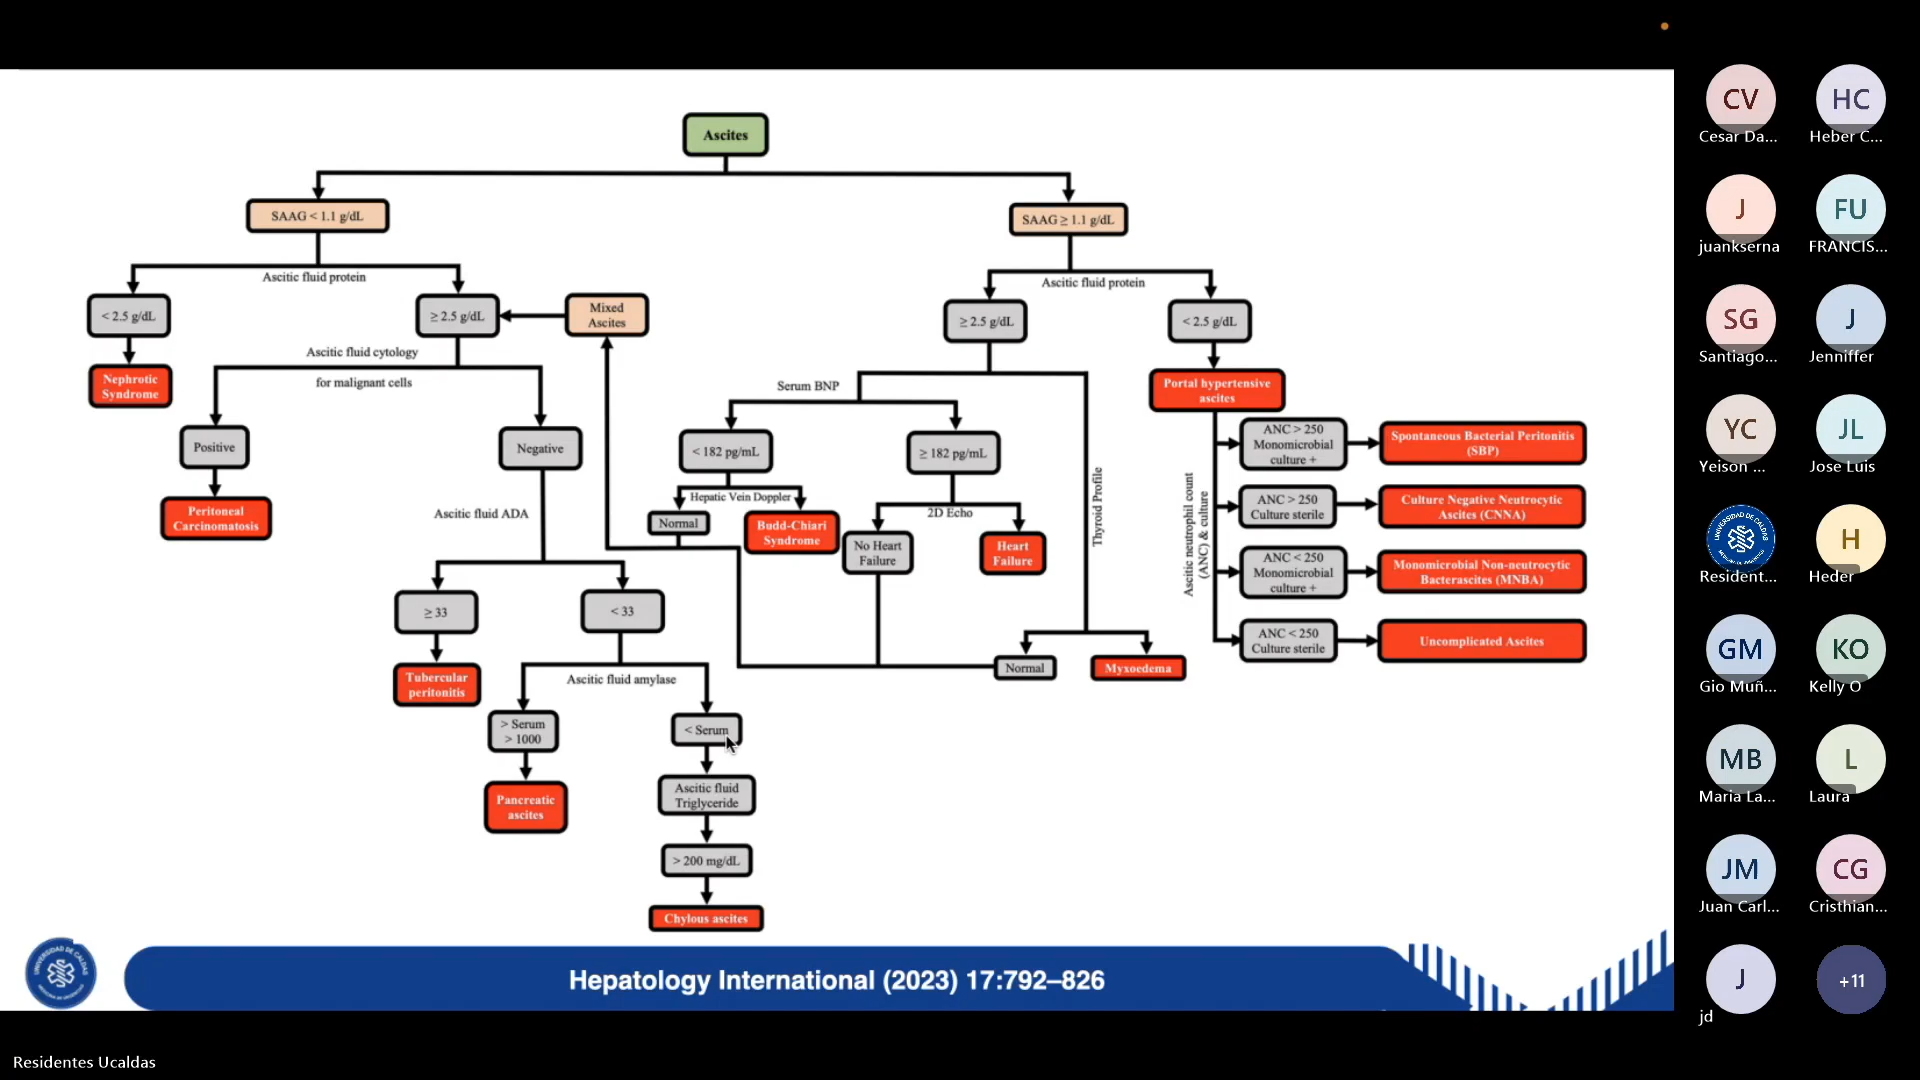 Ascites
SAAG < 1.1 g/dL
SAAG ≥ 1.1 g/dL
Ascitic fluid protein
Ascitic fluid protein
< 2.5 g/dL
≥ 2.5 g/dL
Mixed
Ascites
≥ 2.5 g/dL
< 2.5 g/dL
Nephrotic
Syndrome
Ascitic fluid cytology
for malignant cells
Serum BNP
Portal hypertensive
ascites
Positive
Negative
< 182 pg/mL
≥ 182 pg/mL
Thyroid Profile
Ascitic neutrophil count
(ANC) & culture
ANC > 250
Monomicrobial
culture +
Spontaneous Bacterial Peritonitis
(SBP)
Peritoneal
Carcinomatosis
Ascitic fluid ADA
Hepatic Vein Doppler
Normal
Budd-Chiari
Syndrome
2D Echo
No Heart
Failure
Heart
Failure
ANC > 250
Culture sterile
Culture Negative Neutrocytic
Ascites (CNNA)
ANC < 250
Monomicrobial
culture +
Monomicrobial Non-neutrocytic
Bacterascites (MNBA)
≥ 33
< 33
ANC < 250
Culture sterile
Uncomplicated Ascites
Tubercular
peritonitis
Ascitic fluid amylase
Normal
Myxoedema
> Serum
> 1000
< Serum
Pancreatic
ascites
Ascitic fluid
Triglyceride
> 200 mg/dL
Chylous ascites
UNIVERSIDAD DE CALDAS
Hepatology International (2023) 17:792–826
Residentes Ucaldas
CV
Cesar Da...
HC
Heber C...
J
juankserna
FU
FRANCIS...
SG
Santiago...
J
Jenniffer
YC
Yeison ...
JL
Jose Luis
UNIVERSIDAD DE CALDAS
Resident...
H
Heder
GM
Gio Muñ...
KO
Kelly O
MB
Maria La...
L
Laura
JM
Juan Carl...
CG
Cristhian...
J
jd
+11